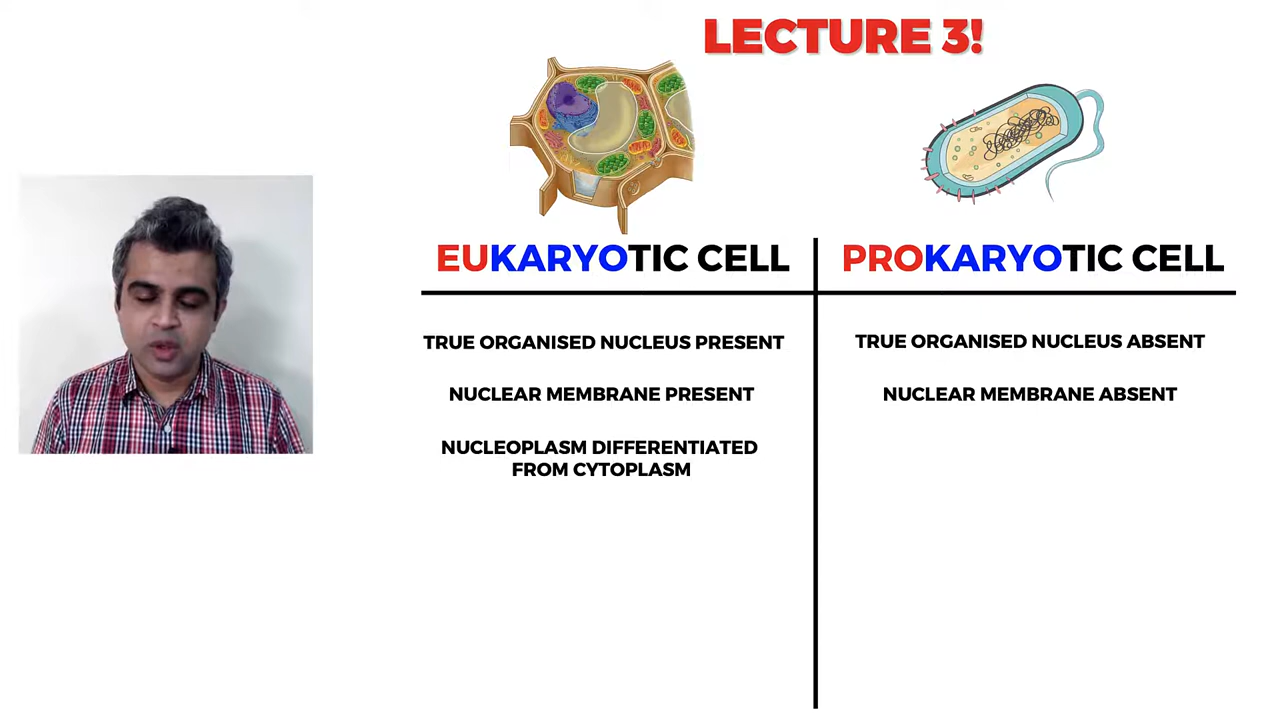 LECTURE 3!
EUKARYOTIC CELL
PROKARYOTIC CELL
TRUE ORGANISED NUCLEUS PRESENT
TRUE ORGANISED NUCLEUS ABSENT
NUCLEAR MEMBRANE PRESENT
NUCLEAR MEMBRANE ABSENT
NUCLEOPLASM DIFFERENTIATED
FROM CYTOPLASM